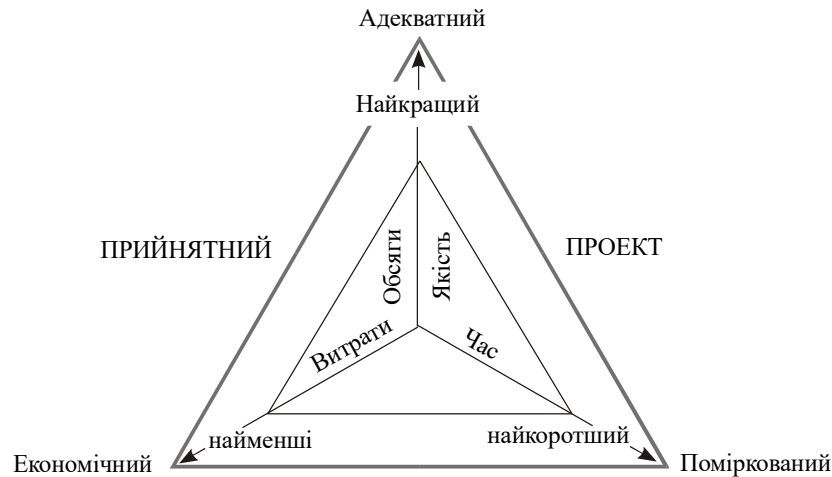 Адекватний
Найкращий
ПРИЙНЯТНИЙ
ПРОЕКТ
Обсяги
Якість
Витрати
Час
найменші
найкоротший
Економічний
Поміркований